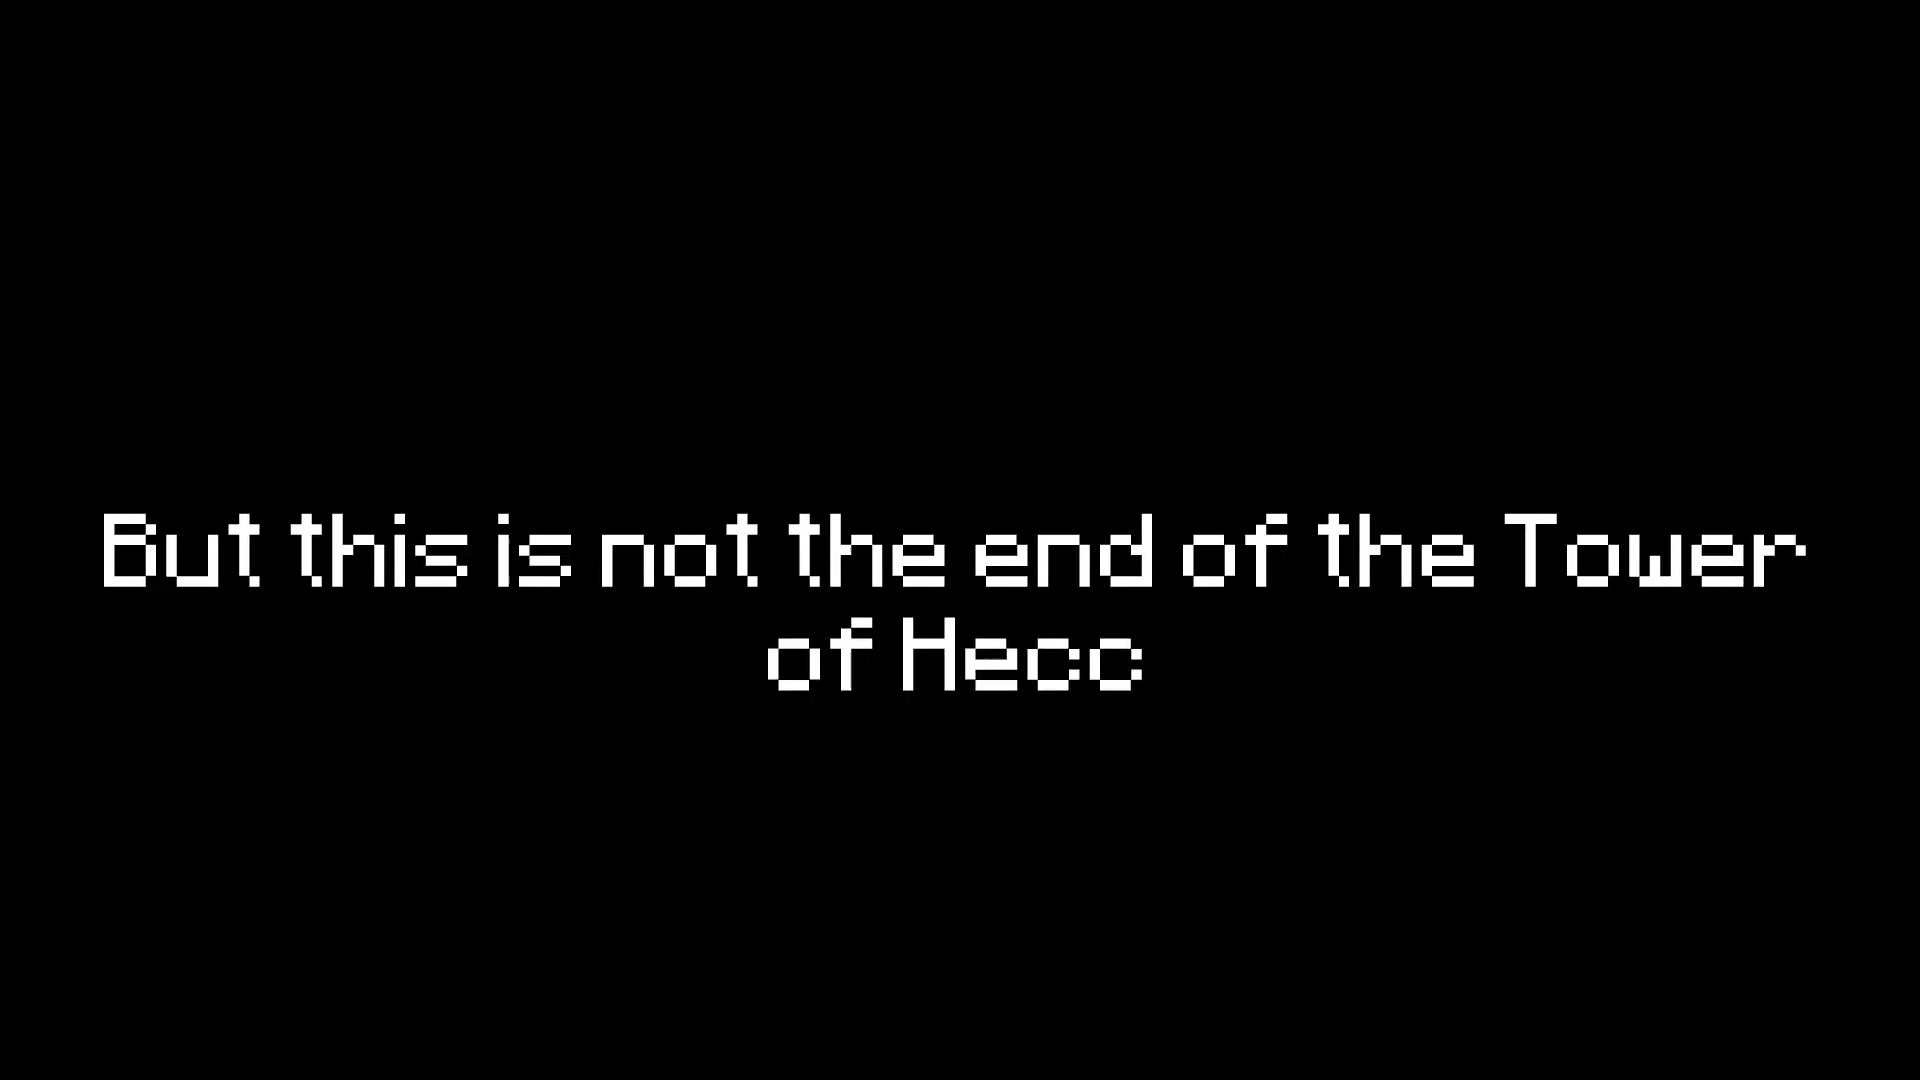 But this is not the end of the Tower
of Hecc